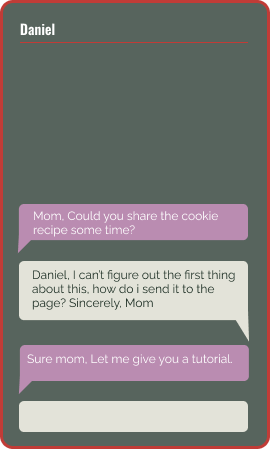 Daniel
Mom, Could you share the cookie
recipe some time?
Daniel, I can't figure out the first thing
about this, how do i send it to the
page? Sincerely, Mom
Sure mom, Let me give you a tutorial.